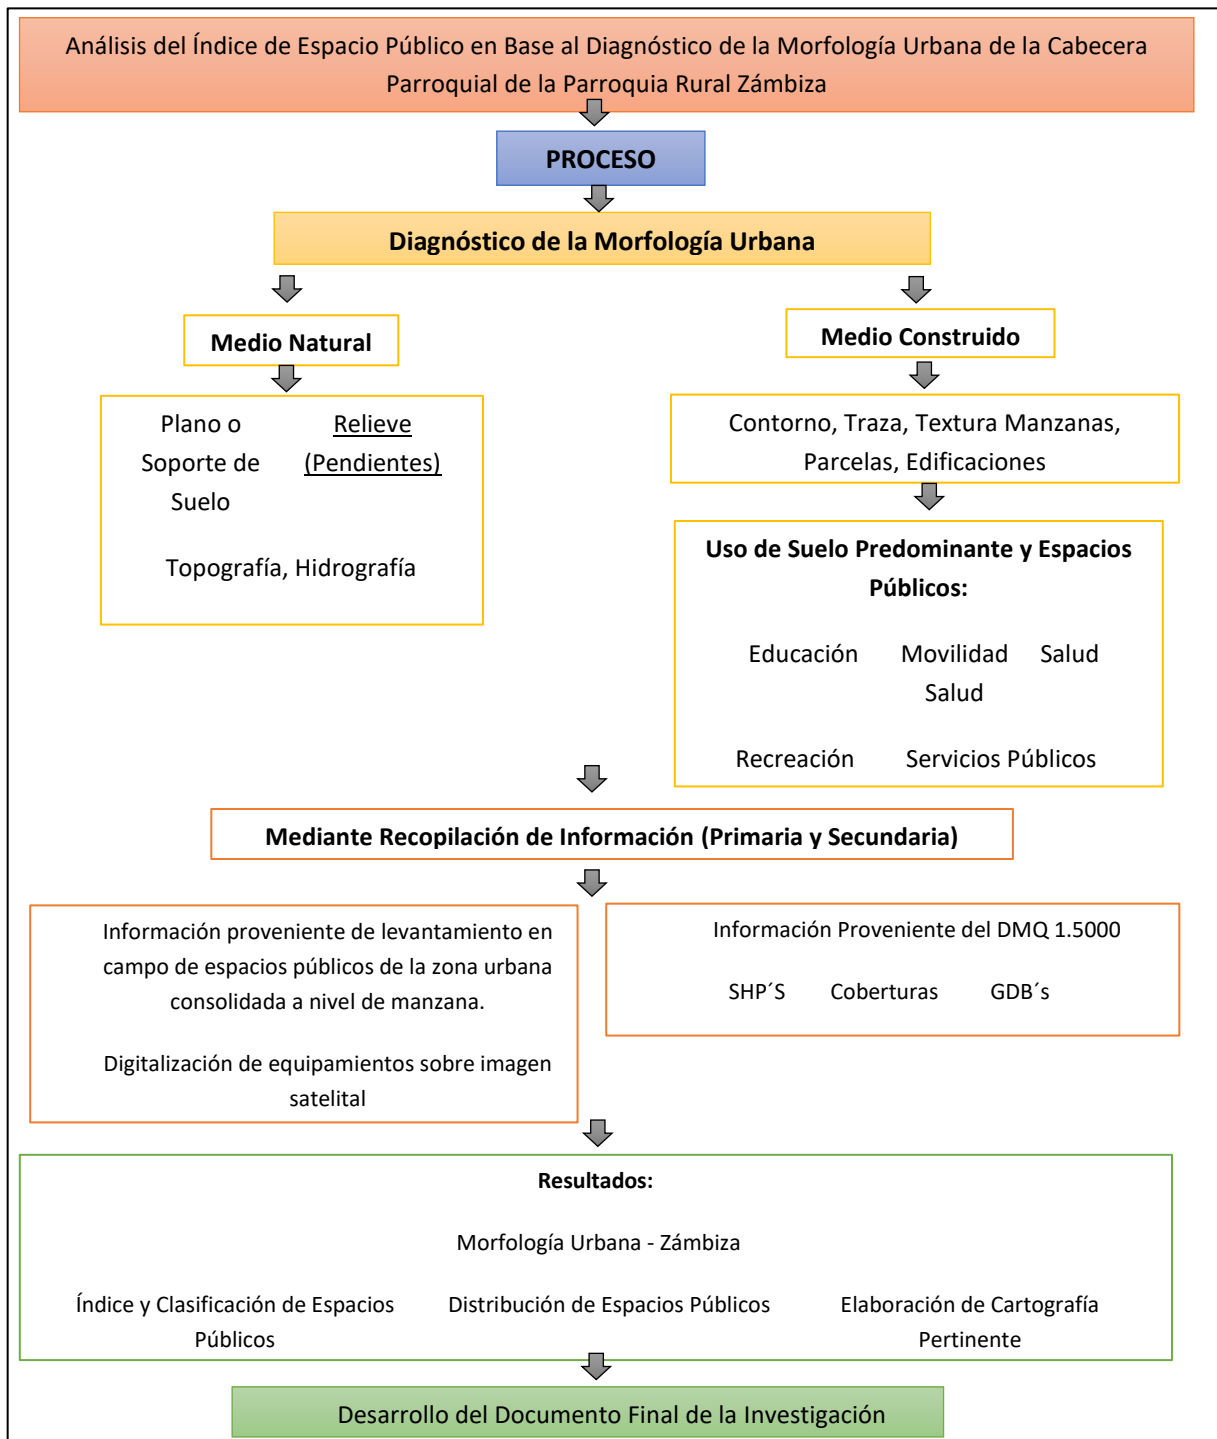 Análisis del Índice de Espacio Público en Base al Diagnóstico de la Morfología Urbana de la Cabecera
Parroquial de la Parroquia Rural Zámbiza
PROCESO
Diagnóstico de la Morfología Urbana
Medio Natural
Medio Construido
Plano o
Soporte de
Suelo
Relieve
(Pendientes)
Topografía, Hidrografía
Contorno, Traza, Textura Manzanas,
Parcelas, Edificaciones
Uso de Suelo Predominante y Espacios
Públicos:
Educación Movilidad Salud
Salud
Recreación Servicios Públicos
Mediante Recopilación de Información (Primaria y Secundaria)
Información proveniente de levantamiento en
campo de espacios públicos de la zona urbana
consolidada a nivel de manzana.
Digitalización de equipamientos sobre imagen
satelital
Información Proveniente del DMQ 1.5000
SHP´S Coberturas GDB´s
Resultados:
Morfología Urbana - Zámbiza
Índice y Clasificación de Espacios
Públicos
Distribución de Espacios Públicos
Elaboración de Cartografía
Pertinente
Desarrollo del Documento Final de la Investigación